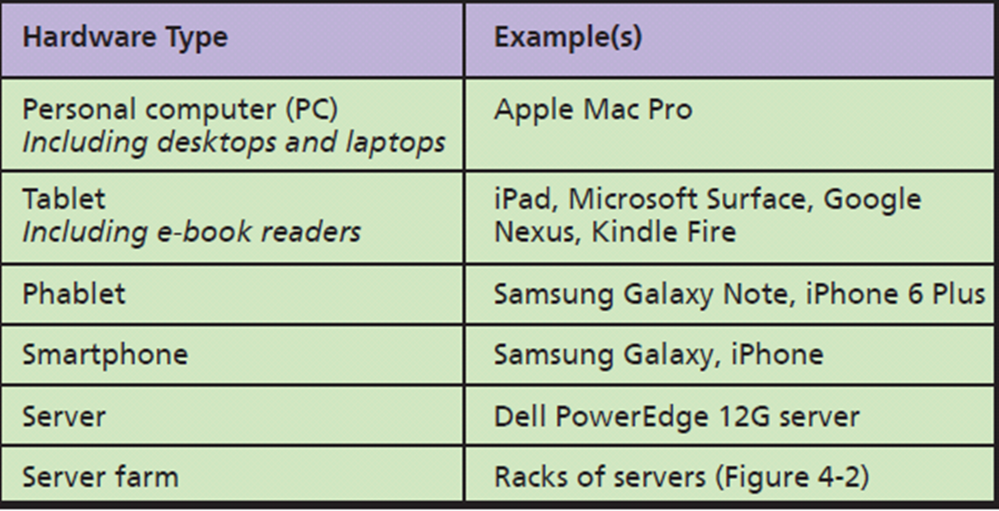 Hardware Type
Example(s)
Personal computer (PC)
Including desktops and laptops
Apple Mac Pro
Tablet
Including e-book readers
iPad, Microsoft Surface, Google
Nexus, Kindle Fire
Phablet
Samsung Galaxy Note, iPhone 6 Plus
Smartphone
Samsung Galaxy, iPhone
Server
Dell PowerEdge 12G server
Server farm
Racks of servers (Figure 4-2)